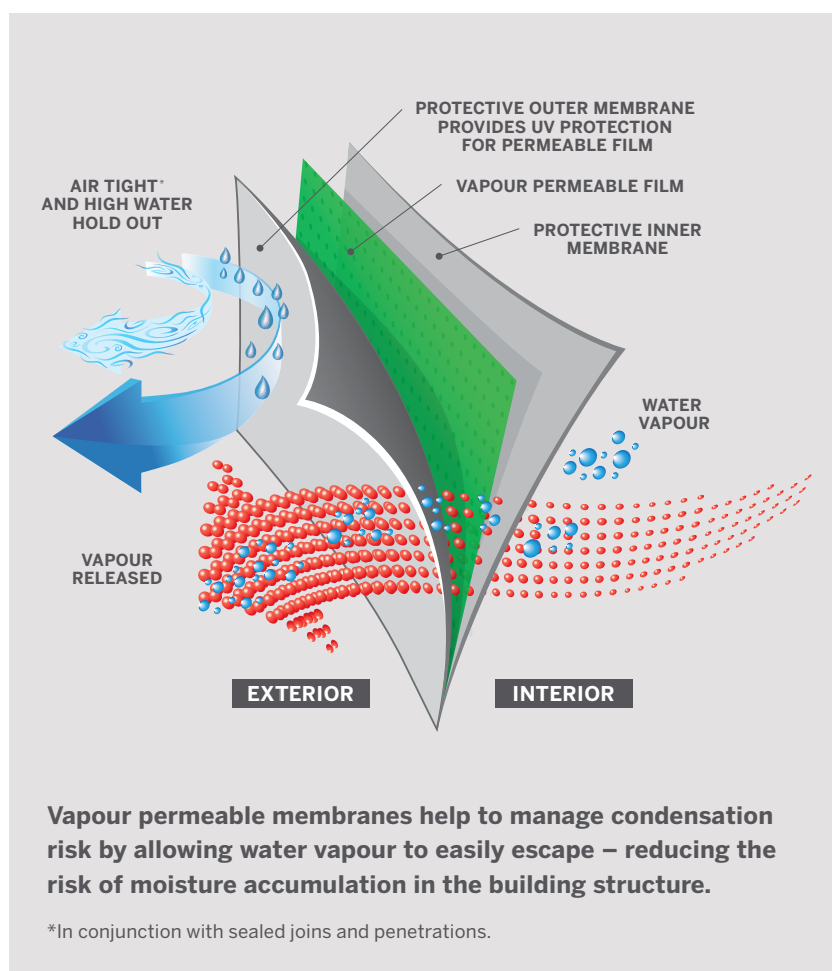 PROTECTIVE OUTER MEMBRANE
PROVIDES UV PROTECTION
FOR PERMEABLE FILM
AIR TIGHT*
AND HIGH WATER
HOLD OUT
VAPOUR PERMEABLE FILM
PROTECTIVE INNER
MEMBRANE
WATER
VAPOUR
VAPOUR
RELEASED
EXTERIOR
INTERIOR
Vapour permeable membranes help to manage condensation
risk by allowing water vapour to easily escape – reducing the
risk of moisture accumulation in the building structure.
*In conjunction with sealed joins and penetrations.